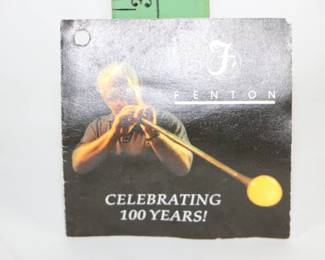 F
FENTON
CELEBRATING
100 YEARS!